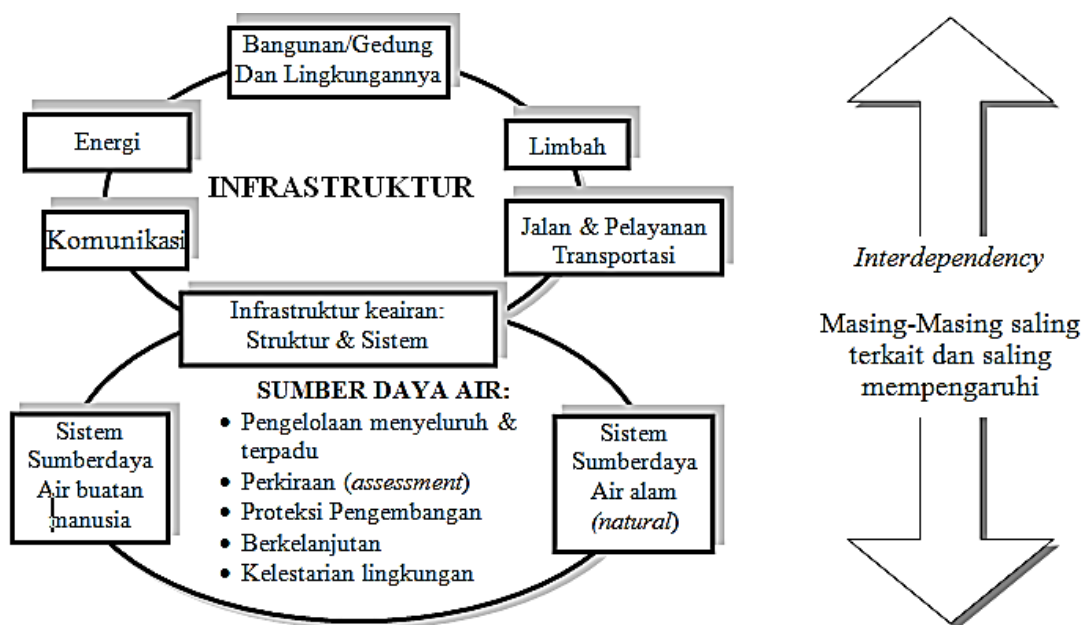 Bangunan/Gedung
Dan Lingkungannya
Energi
Limbah
INFRASTRUKTUR
Komunikasi
Jalan & Pelayanan
Transportasi
Infrastruktur keairan:
Struktur & Sistem
SUMBER DAYA AIR:
• Pengelolaan menyeluruh &
terpadu
• Perkiraan (assessment)
• Proteksi Pengembangan
• Berkelanjutan
• Kelestarian lingkungan
Sistem
Sumberdaya
Air buatan
manusia
Sistem
Sumberdaya
Air alam
(natural)
Interdependency
Masing-Masing saling
terkait dan saling
mempengaruhi